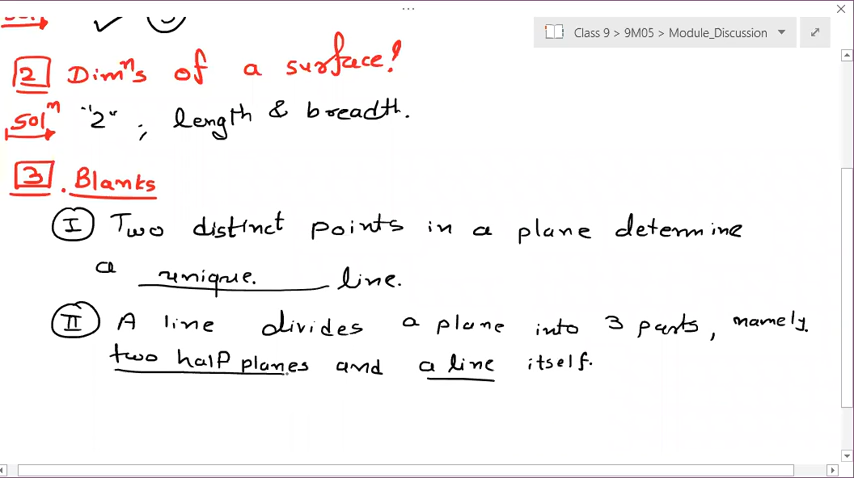 Class 9 > 9M05 > Module_Discussion
2 Dimⁿs of a surface?
Solⁿ "2" ; length & breadth.
3. Blanks
I Two distinct points in a plane determine
a unique. line.
II A line divides a plane into 3 parts, namely.
two half planes and a line itself.